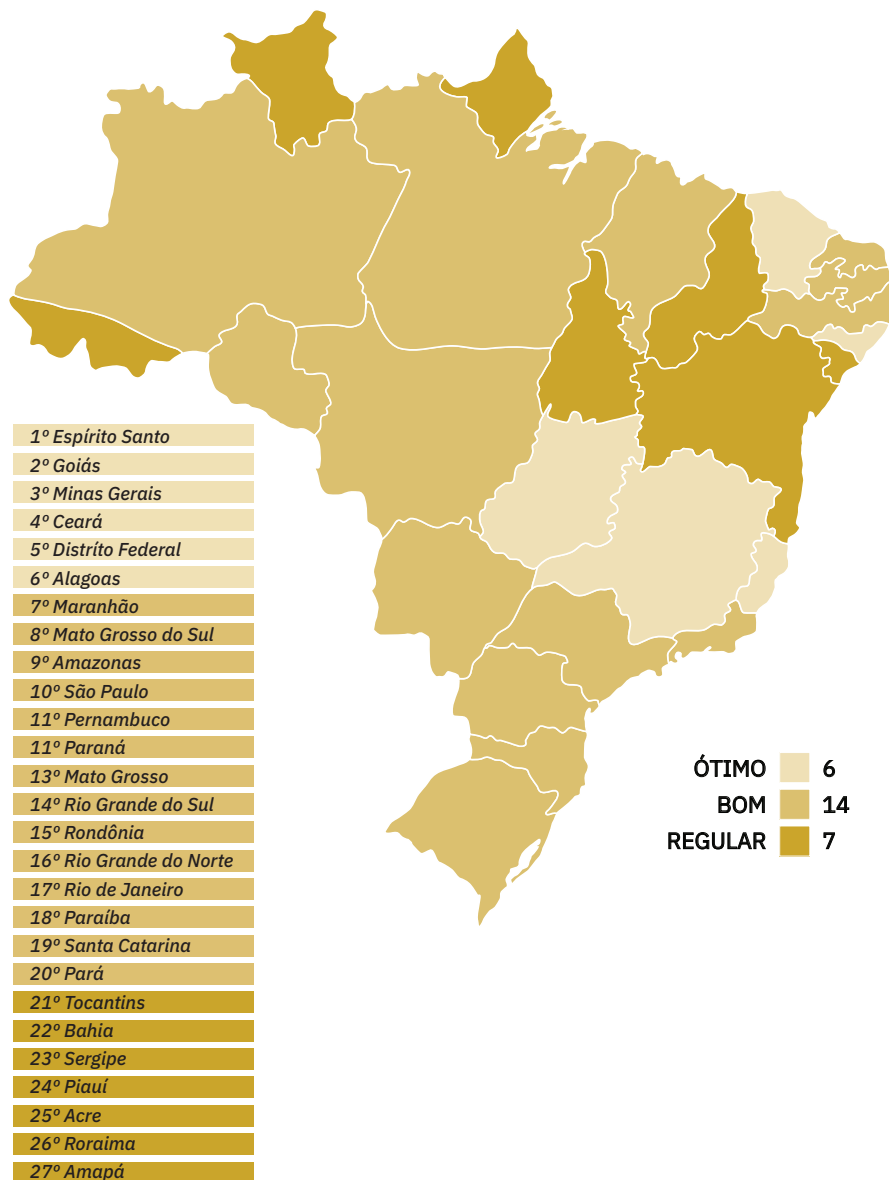 1º Espírito Santo
2º Goiás
3º Minas Gerais
4º Ceará
5º Distríto Federal
6º Alagoas
7º Maranhão
8º Mato Grosso do Sul
9º Amazonas
10º São Paulo
11º Pernambuco
11º Paraná
13º Mato Grosso
14º Rio Grande do Sul
15º Rondônia
16º Rio Grande do Norte
17º Rio de Janeiro
18º Paraíba
19º Santa Catarina
20º Pará
21º Tocantins
22º Bahia
23º Sergipe
24º Piauí
25º Acre
26º Roraima
27º Amapá
ÓTIMO 6
BOM 14
REGULAR 7